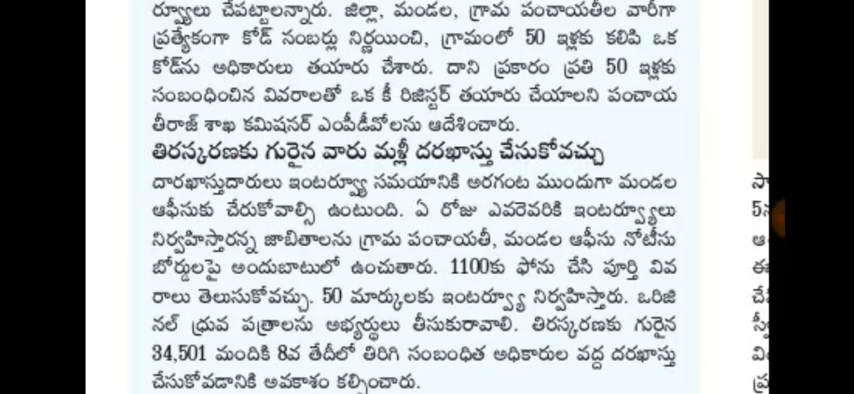 ర్వ్యూలు చేపట్టాలన్నారు. జిల్లా, మండల, గ్రామ పంచాయతీల వారీగా
ప్రత్యేకంగా కోడ్ సంబర్లు నిర్ణయించి, గ్రామంలో 50 ఇళ్లకు కలిపి ఒక
కోడ్‌ను అధికారులు తయారు చేశారు. దాని ప్రకారం ప్రతి 50 ఇళ్లకు
సంబంధించిన వివరాలతో ఒక కీ రిజిస్టర్ తయారు చేయాలని పంచాయ
తీరాజ్ శాఖ కమిషనర్ ఎంపీడీవోలను ఆదేశించారు.
తిరస్కరణకు గురైన వారు మళ్లీ దరఖాస్తు చేసుకోవచ్చు
దారఖాస్తుదారులు ఇంటర్వ్యూ సమయానికి అరగంట ముందుగా మండల
ఆఫీసుకు చేరుకోవాల్సి ఉంటుంది. ఏ రోజు ఎవరెవరికి ఇంటర్వ్యూలు
నిర్వహిస్తారన్న జాబితాలను గ్రామ పంచాయతీ, మండల ఆఫీసు నోటీసు
బోర్డులపై అందుబాటులో ఉంచుతారు. 1100కు ఫోను చేసి పూర్తి వివ
రాలు తెలుసుకోవచ్చు. 50 మార్కులకు ఇంటర్వ్యూ నిర్వహిస్తారు. ఒరిజి
నల్ ధ్రువ పత్రాలను అభ్యర్థులు తీసుకురావాలి. తిరస్కరణకు గురైన
34,501 మందికి 8వ తేదీలో తిరిగి సంబంధిత అధికారుల వద్ద దరఖాస్తు
చేసుకోవడానికి అవకాశం కల్పించారు.